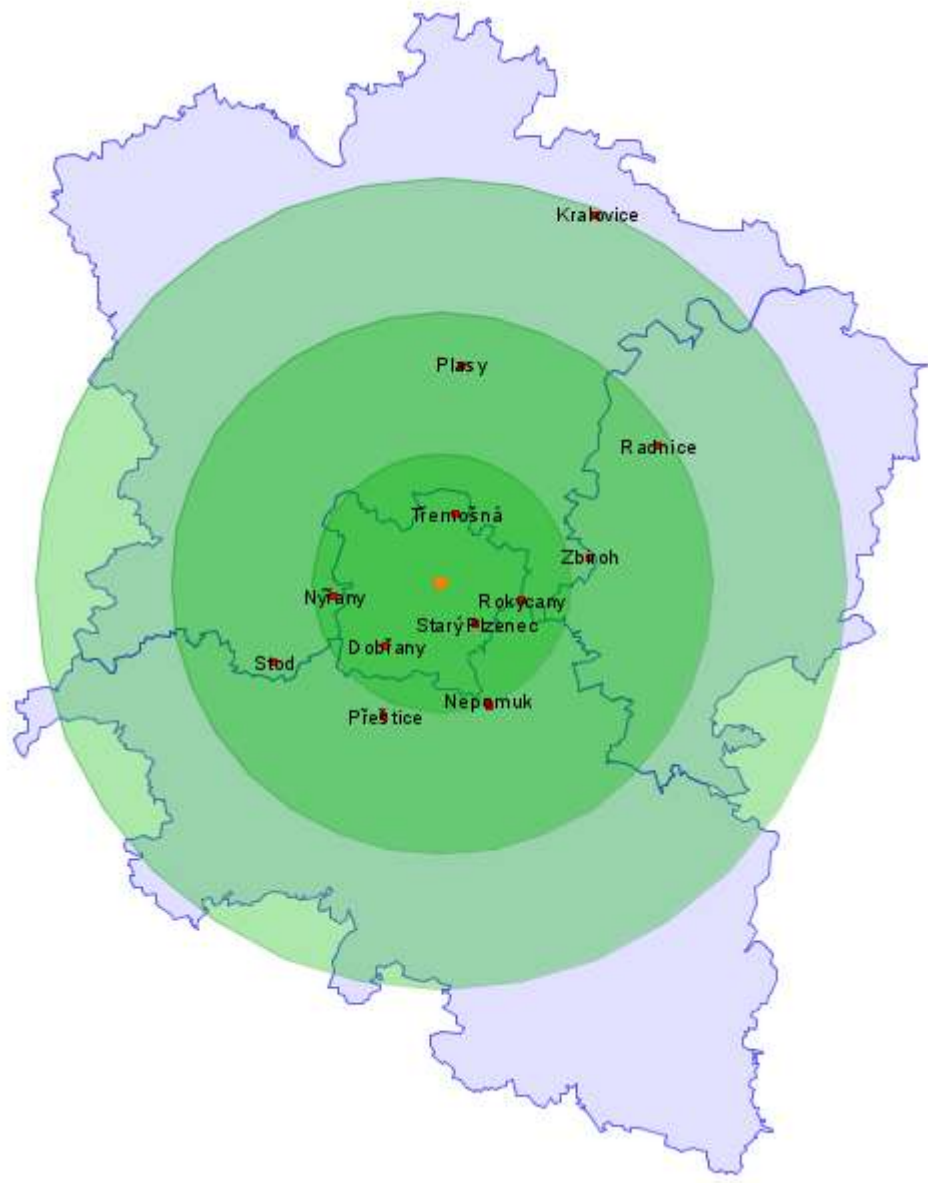 Kralovice
Plasy
Radnice
Třemošná
Zbiroh
Nýřany
Rokycany
Starý Plzenec
Dobřany
Stod
Nepomuk
Přeštice